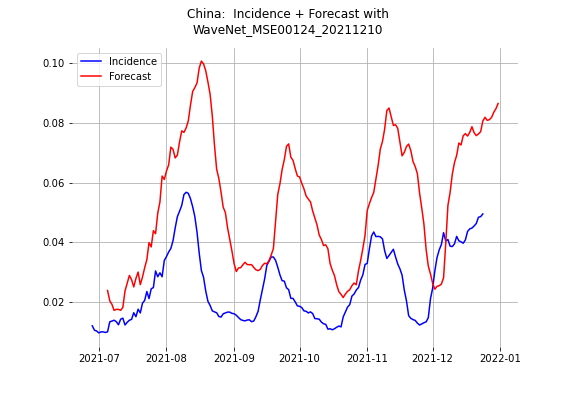 China:  Incidence + Forecast with
WaveNet_MSE00124_20211210
Incidence
Forecast
0.10
0.08
0.06
0.04
0.02
2021-07 2021-08 2021-09 2021-10 2021-11 2021-12 2022-01